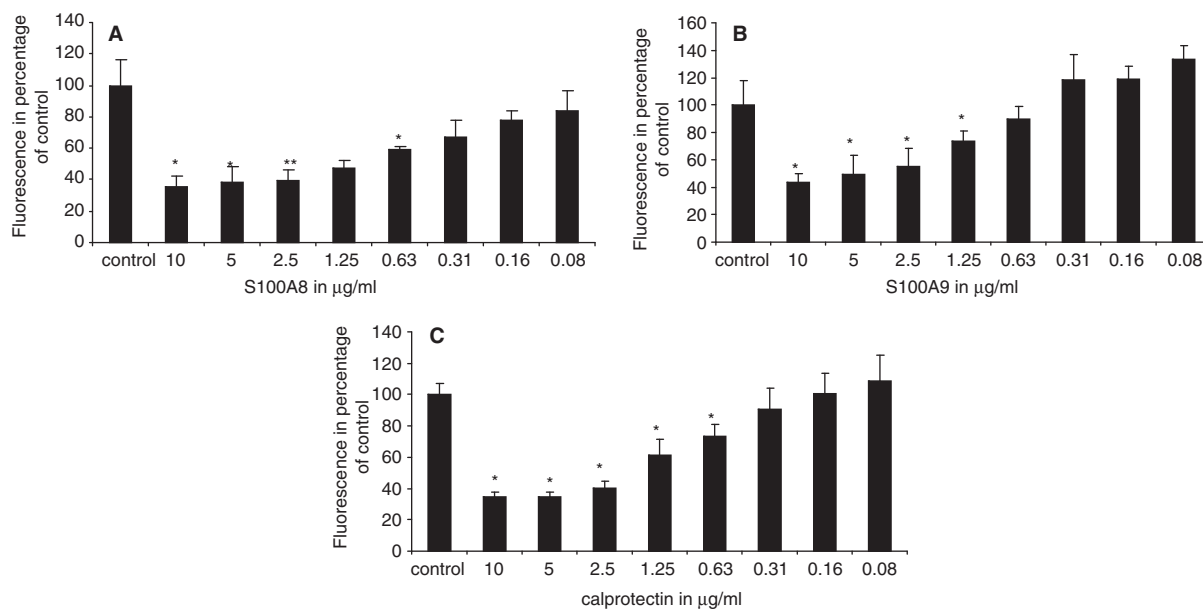 A
Fluorescence in percentage
of control
140
120
100
80
60
40
20
0
* * ** *
control 10 5 2.5 1.25 0.63 0.31 0.16 0.08
S100A8 in μg/ml
B
Fluorescence in percentage
of control
160
140
120
100
80
60
40
20
0
* * * *
control 10 5 2.5 1.25 0.63 0.31 0.16 0.08
S100A9 in μg/ml
C
Fluorescence in percentage
of control
140
120
100
80
60
40
20
0
* * * * *
control 10 5 2.5 1.25 0.63 0.31 0.16 0.08
calprotectin in μg/ml